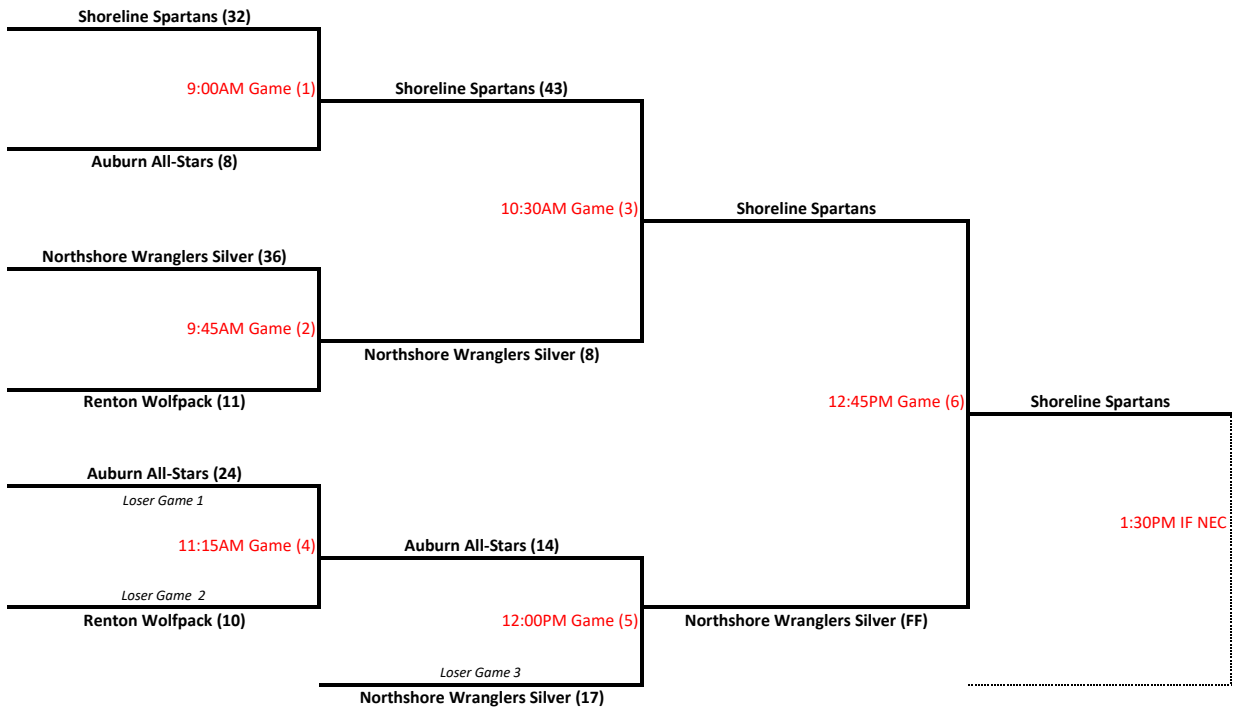 Shoreline Spartans (32)
9:00AM Game (1)
Shoreline Spartans (43)
Auburn All-Stars (8)
10:30AM Game (3)
Shoreline Spartans
Northshore Wranglers Silver (36)
9:45AM Game (2)
Northshore Wranglers Silver (8)
Renton Wolfpack (11)
12:45PM Game (6)
Shoreline Spartans
Auburn All-Stars (24)
Loser Game 1
1:30PM IF NEC
11:15AM Game (4)
Auburn All-Stars (14)
Loser Game  2
Renton Wolfpack (10)
12:00PM Game (5)
Northshore Wranglers Silver (FF)
Loser Game 3
Northshore Wranglers Silver (17)